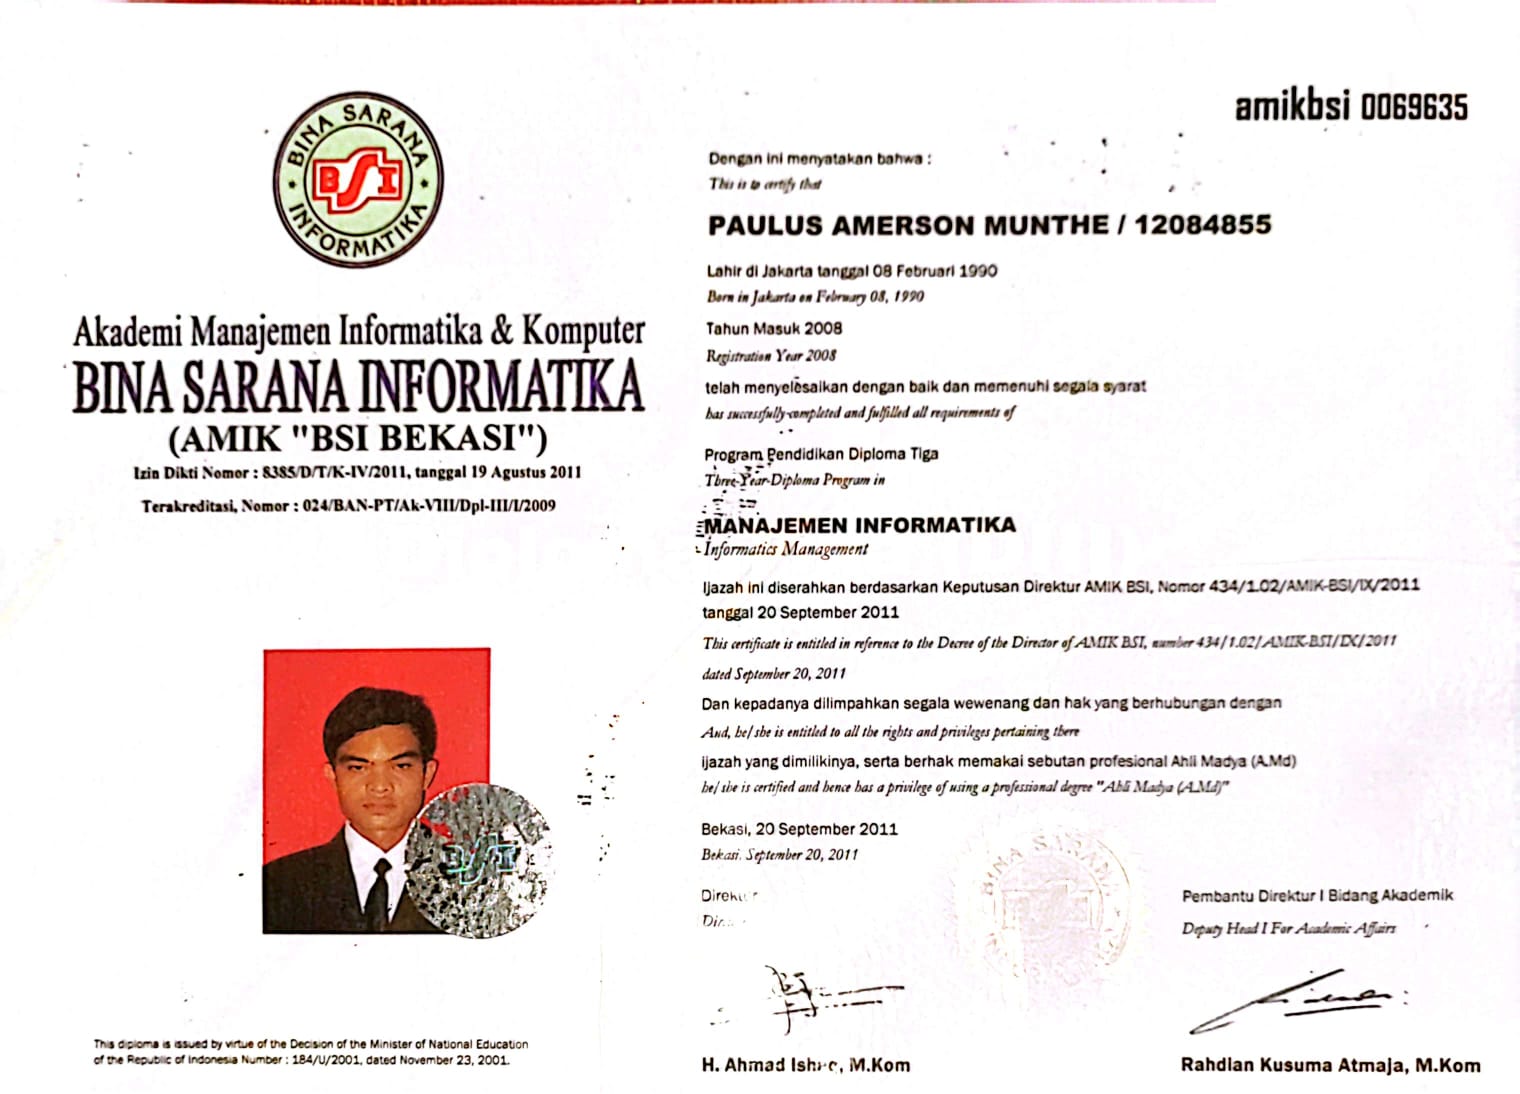 BINA SARANA
BSI
INFORMATIKA
Akademi Manajemen Informatika & Komputer
BINA SARANA INFORMATIKA
(AMIK "BSI BEKASI")
Izin Dikti Nomor : 8385/D/T/K-IV/2011, tanggal 19 Agustus 2011
Terakreditasi, Nomor : 024/BAN-PT/Ak-VIII/Dpl-III/I/2009
BSI
This diploma is issued by virtue of the Decision of the Minister of National Education
of the Republic of Indonesia Number : 184/U/2001, dated November 23, 2001.
amikbsi 0069635
Dengan ini menyatakan bahwa :
This is to certify that
PAULUS AMERSON MUNTHE / 12084855
Lahir di Jakarta tanggal 08 Februari 1990
Born in Jakarta on February 08, 1990
Tahun Masuk 2008
Registration Year 2008
telah menyelesaikan dengan baik dan memenuhi segala syarat
has successfully completed and fulfilled all requirements of
Program Pendidikan Diploma Tiga
Three-Year-Diploma Program in
MANAJEMEN INFORMATIKA
Informatics Management
Ijazah ini diserahkan berdasarkan Keputusan Direktur AMIK BSI, Nomor 434/1.02/AMIK-BSI/IX/2011
tanggal 20 September 2011
This certificate is entitled in reference to the Decree of the Director of AMIK BSI, number 434/1.02/AMIK-BSI/IX/2011
dated September 20, 2011
Dan kepadanya dilimpahkan segala wewenang dan hak yang berhubungan dengan
And, he/she is entitled to all the rights and privileges pertaining there
ijazah yang dimilikinya, serta berhak memakai sebutan profesional Ahli Madya (A.Md)
he/she is certified and hence has a privilege of using a professional degree "Ahli Madya (A.Md)"
Bekasi, 20 September 2011
Bekasi, September 20, 2011
BINA SARANA
Direktur
Pembantu Direktur I Bidang Akademik
Deputy Head I For Academic Affairs
H. Ahmad M.Kom
Rahdian Kusuma Atmaja, M.Kom